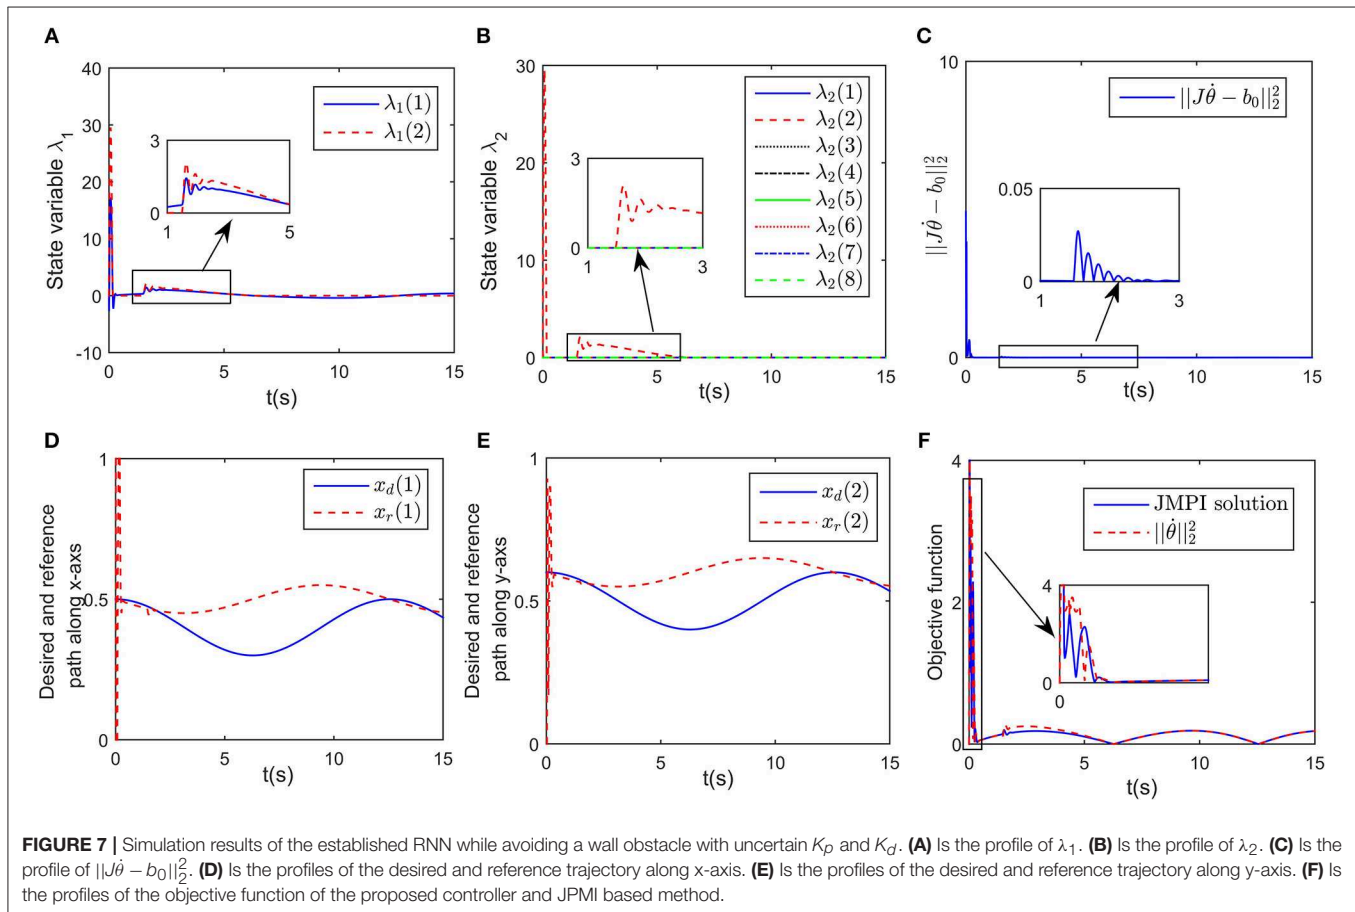 A
State variable λ1
40
30
20
10
0
-10
0 5 10 15
t(s)
λ1(1)
λ1(2)
3
0
1 5
B
State variable λ2
30
20
10
0
0 5 10 15
t(s)
λ2(1)
λ2(2)
λ2(3)
λ2(4)
λ2(5)
λ2(6)
λ2(7)
λ2(8)
3
0
1 3
C
||Jθ̇ − b0||₂²
10
5
0
0 5 10 15
t(s)
||Jθ̇ − b0||₂²
0.05
0
1 3
D
Desired and reference
path along x-axs
1
0.5
0
0 5 10 15
t(s)
xd(1)
xr(1)
E
Desired and reference
path along y-axs
1
0.5
0
0 5 10 15
t(s)
xd(2)
xr(2)
F
Objective function
4
2
0
0 5 10 15
t(s)
JMPI solution
||θ̇||₂²
4
0
0
FIGURE 7 | Simulation results of the established RNN while avoiding a wall obstacle with uncertain Kp and Kd. (A) Is the profile of λ1. (B) Is the profile of λ2. (C) Is the
profile of ||Jθ̇ − b0||₂². (D) Is the profiles of the desired and reference trajectory along x-axis. (E) Is the profiles of the desired and reference trajectory along y-axis. (F) Is
the profiles of the objective function of the proposed controller and JPMI based method.